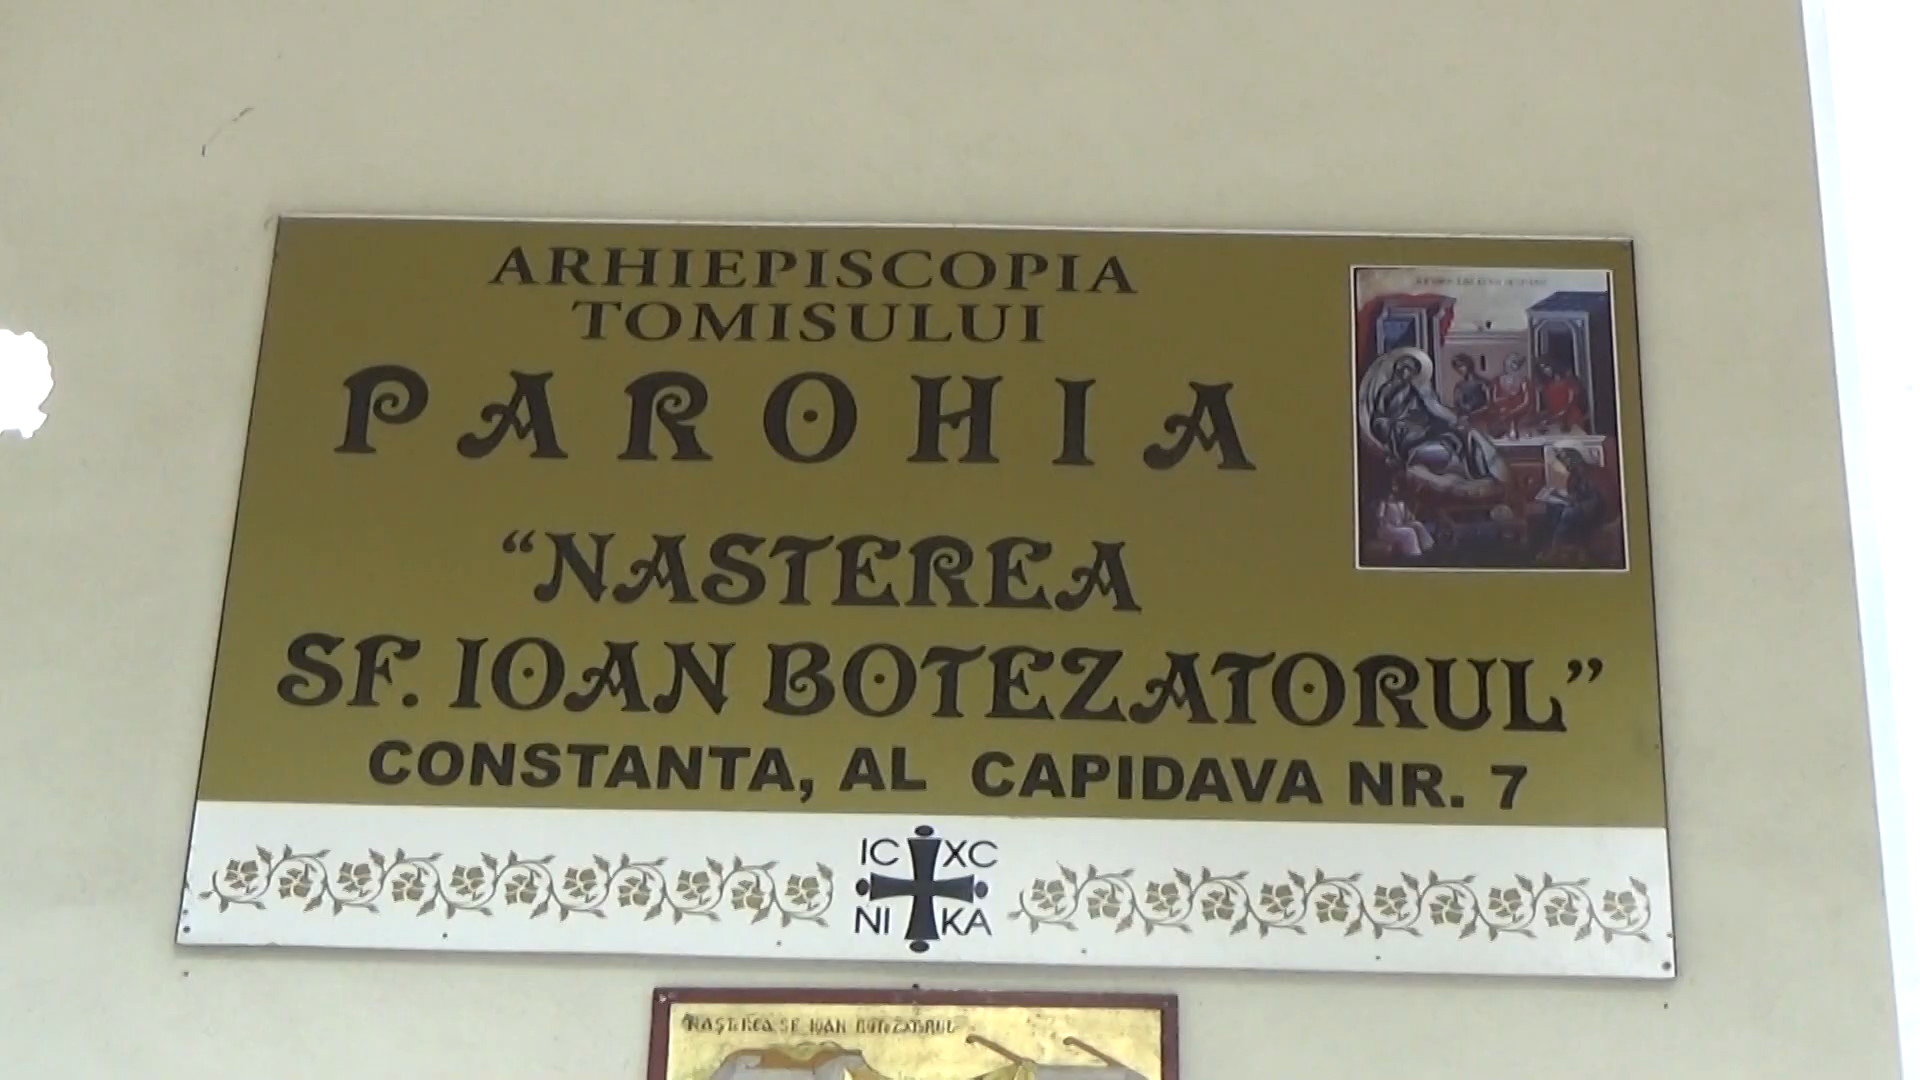 ARHIEPISCOPIA
TOMISULUI
PAROHIA
“NASTEREA
SF. IOAN BOTEZATORUL”
CONSTANTA, AL CAPIDAVA NR. 7
IC XC
NI KA
NAŞTEREA SF IOAN BOTEZATORUL